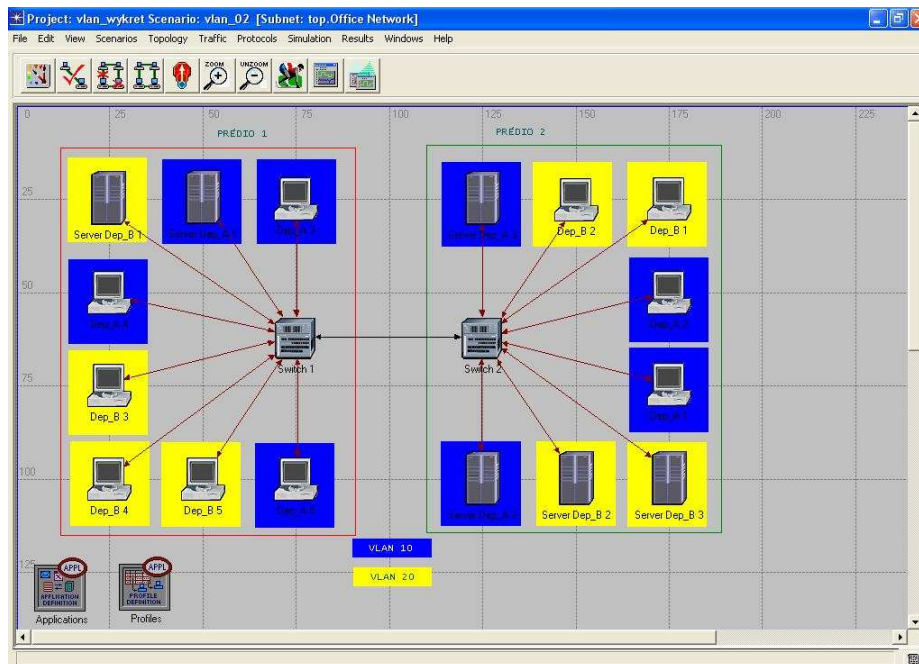 Project: vlan_wykret Scenario: vlan_02 [Subnet: top.Office Network]
File Edit View Scenarios Topology Traffic Protocols Simulation Results Windows Help
ZOOM UNZOOM
0 25 50 75 100 125 150 175 200 225
PRÉDIO 1 PRÉDIO 2
25
Server Dep_B 1 Server Dep_A Dep_A 3 Server Dep_A Dep_B 2 Dep_B 1
50
Dep_A 4 Dep_A 2
Switch 1 Switch 2
75
Dep_B 3 Dep_A 1
100
Dep_B 4 Dep_B 5 Dep_A Server Dep_A Server Dep_B 2 Server Dep_B 3
VLAN 10
125
APPL APPL
VLAN 20
APPLICATION DEFINITION PROFILE DEFINITION
Applications Profiles